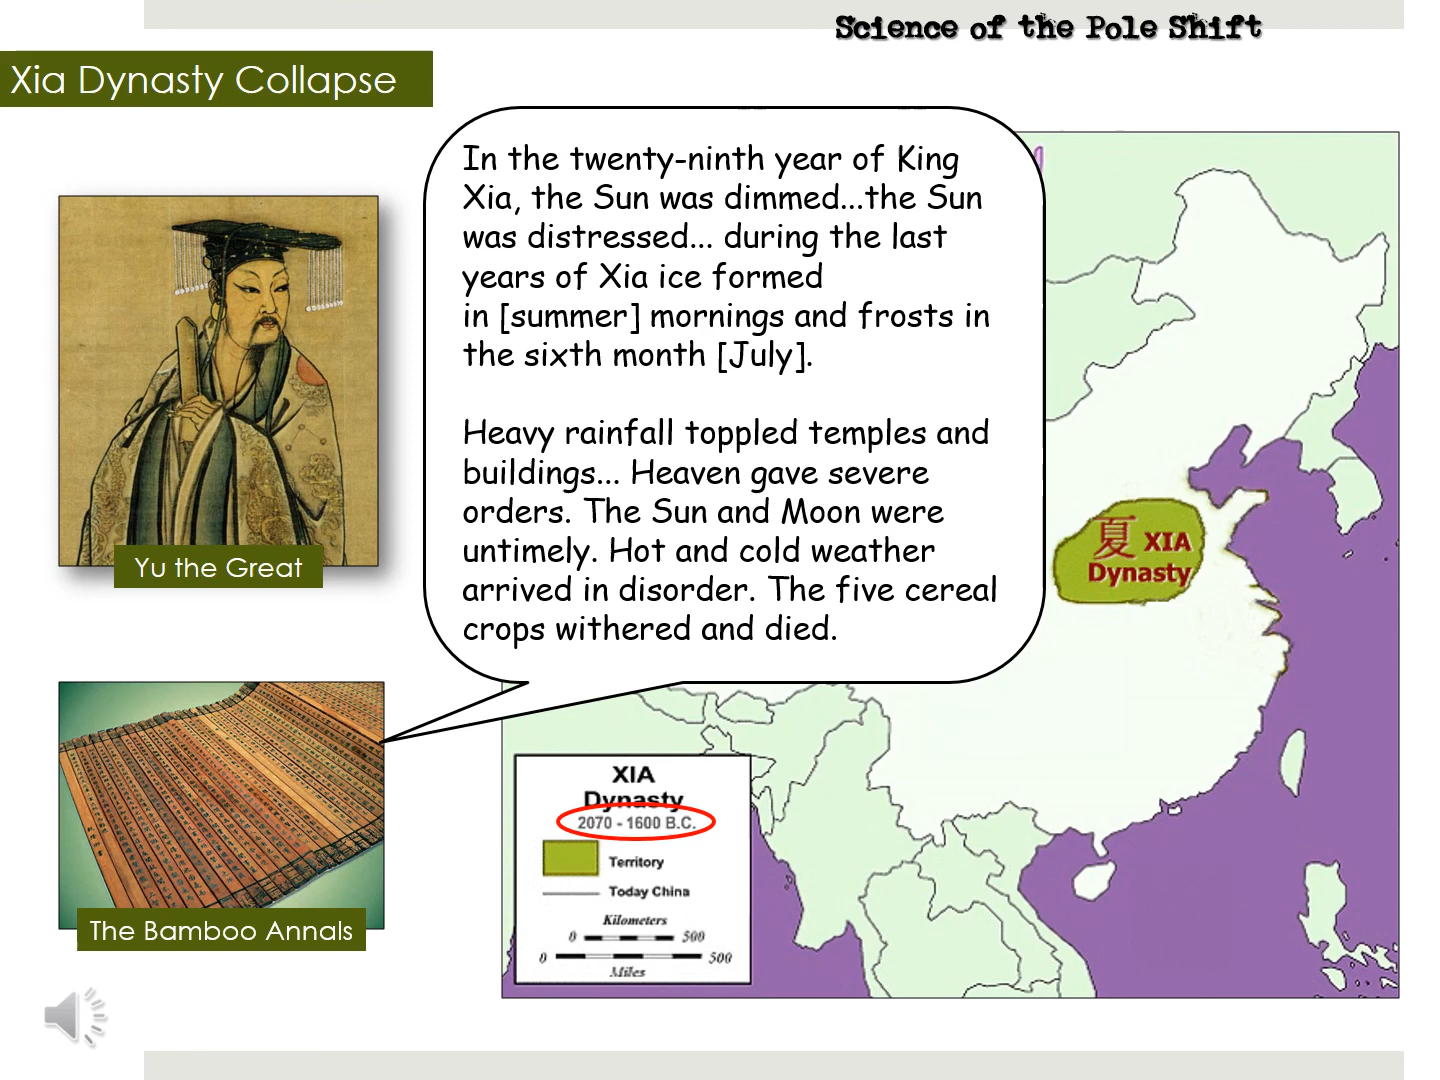 Science of the Pole Shift
Xia Dynasty Collapse
In the twenty-ninth year of King
Xia, the Sun was dimmed...the Sun
was distressed... during the last
years of Xia ice formed
in [summer] mornings and frosts in
the sixth month [July].
Heavy rainfall toppled temples and
buildings... Heaven gave severe
orders. The Sun and Moon were
untimely. Hot and cold weather
arrived in disorder. The five cereal
crops withered and died.
Yu the Great
The Bamboo Annals
夏 XIA
Dynasty
XIA
Dynasty
2070 - 1600 B.C.
Territory
Today China
Kilometers
0 500
0 500
Miles